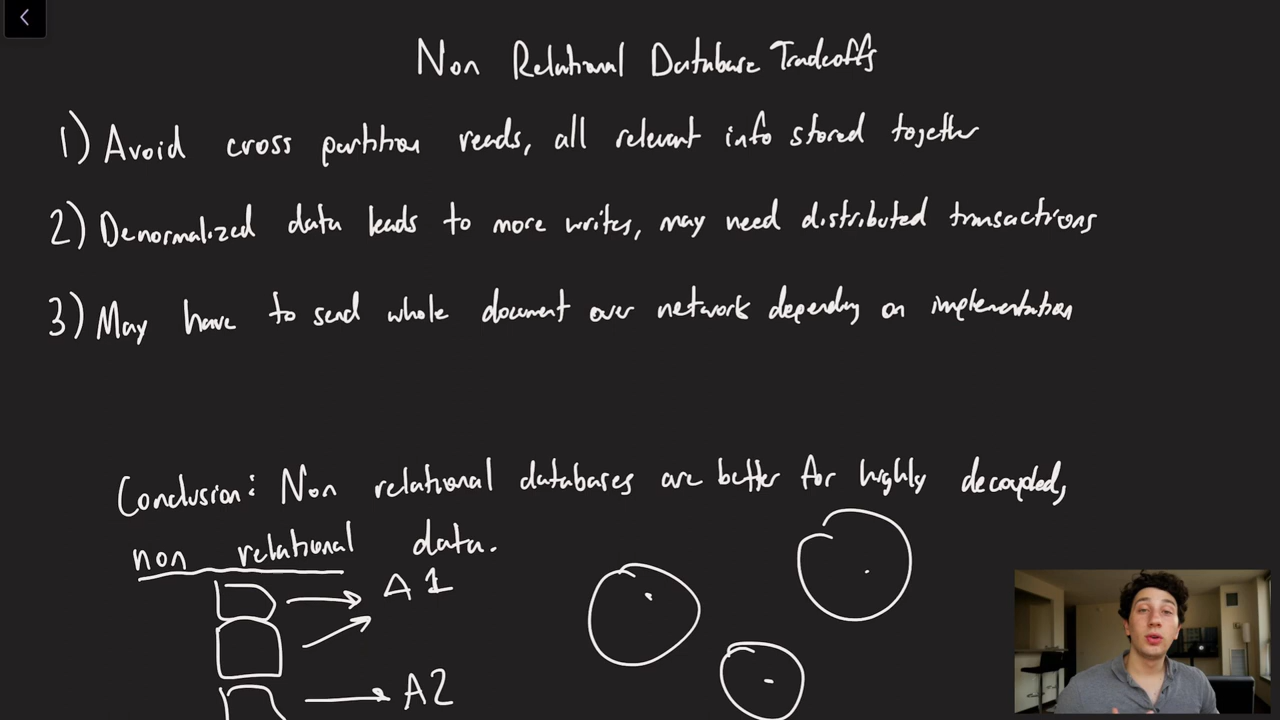 Non Relational Database Tradeoffs
1) Avoid cross partition reads, all relevant info stored together
2) Denormalized data leads to more writes, may need distributed transactions
3) May have to send whole document over network depending on implementation
Conclusion: Non relational databases are better for highly decoupled,
non relational data.
A1
A2